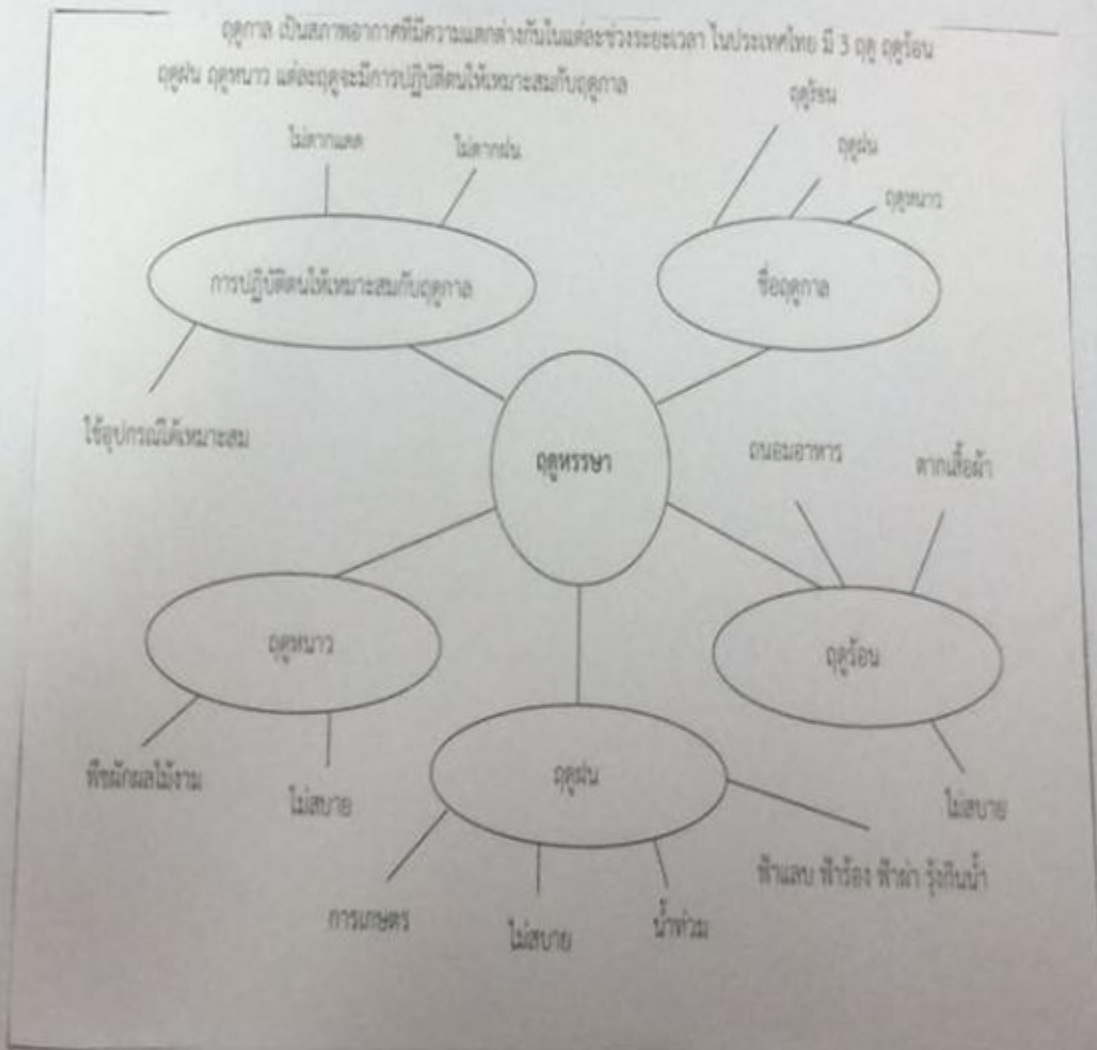 ฤดูกาล เป็นสภาพอากาศที่มีความแตกต่างกันในแต่ละช่วงระยะเวลา ในประเทศไทย มี 3 ฤดู ฤดูร้อน
ฤดูฝน ฤดูหนาว แต่ละฤดูจะมีการปฏิบัติตนให้เหมาะสมกับฤดูกาล
ไม่ตากแดด
ไม่ตากฝน
ฤดูร้อน
ฤดูฝน
ฤดูหนาว
การปฏิบัติตนให้เหมาะสมกับฤดูกาล
ชื่อฤดูกาล
ใช้อุปกรณ์ได้เหมาะสม
ฤดูหรรษา
ถนอมอาหาร
ตากเสื้อผ้า
ฤดูหนาว
ฤดูร้อน
พืชผักผลไม้งาม
ไม่สบาย
ฤดูฝน
ไม่สบาย
ฟ้าแลบ ฟ้าร้อง ฟ้าผ่า รุ้งกินน้ำ
การเกษตร
ไม่สบาย
น้ำท่วม